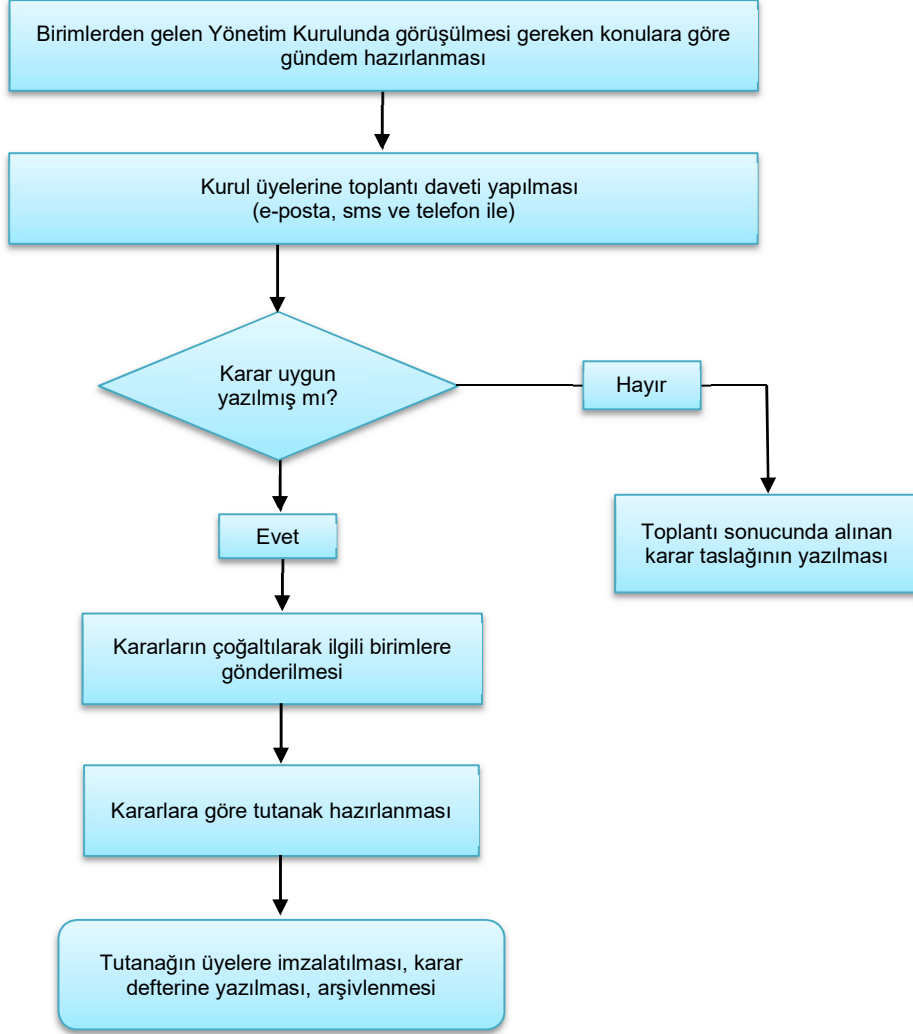 Birimlerden gelen Yönetim Kurulunda görüşülmesi gereken konulara göre
gündem hazırlanması
Kurul üyelerine toplantı daveti yapılması
(e-posta, sms ve telefon ile)
Karar uygun
yazılmış mı?
Hayır
Evet
Toplantı sonucunda alınan
karar taslağının yazılması
Kararların çoğaltılarak ilgili birimlere
gönderilmesi
Kararlara göre tutanak hazırlanması
Tutanağın üyelere imzalatılması, karar
defterine yazılması, arşivlenmesi